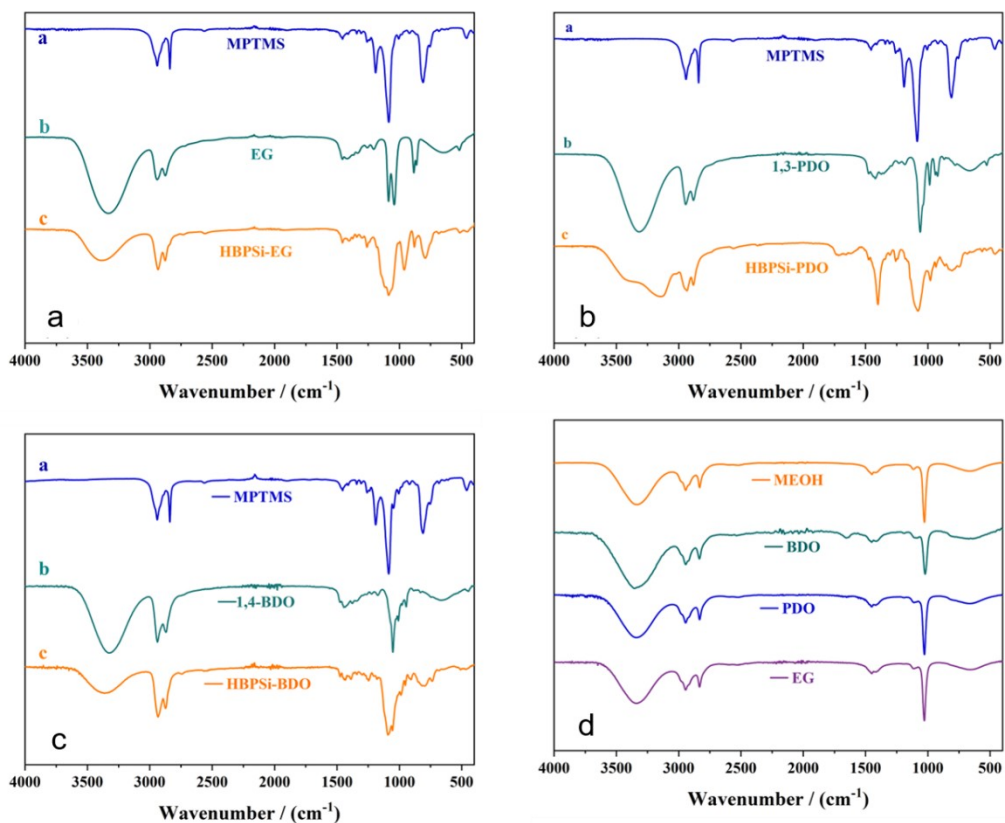 a
MPTMS
b
EG
c
HBPSi-EG
a
4000 3500 3000 2500 2000 1500 1000 500
Wavenumber / (cm⁻¹)
a
MPTMS
b
1,3-PDO
c
HBPSi-PDO
b
4000 3500 3000 2500 2000 1500 1000 500
Wavenumber / (cm⁻¹)
a
MPTMS
b
1,4-BDO
c
HBPSi-BDO
c
4000 3500 3000 2500 2000 1500 1000 500
Wavenumber / (cm⁻¹)
MEOH
BDO
PDO
EG
d
4000 3500 3000 2500 2000 1500 1000 500
Wavenumber / (cm⁻¹)